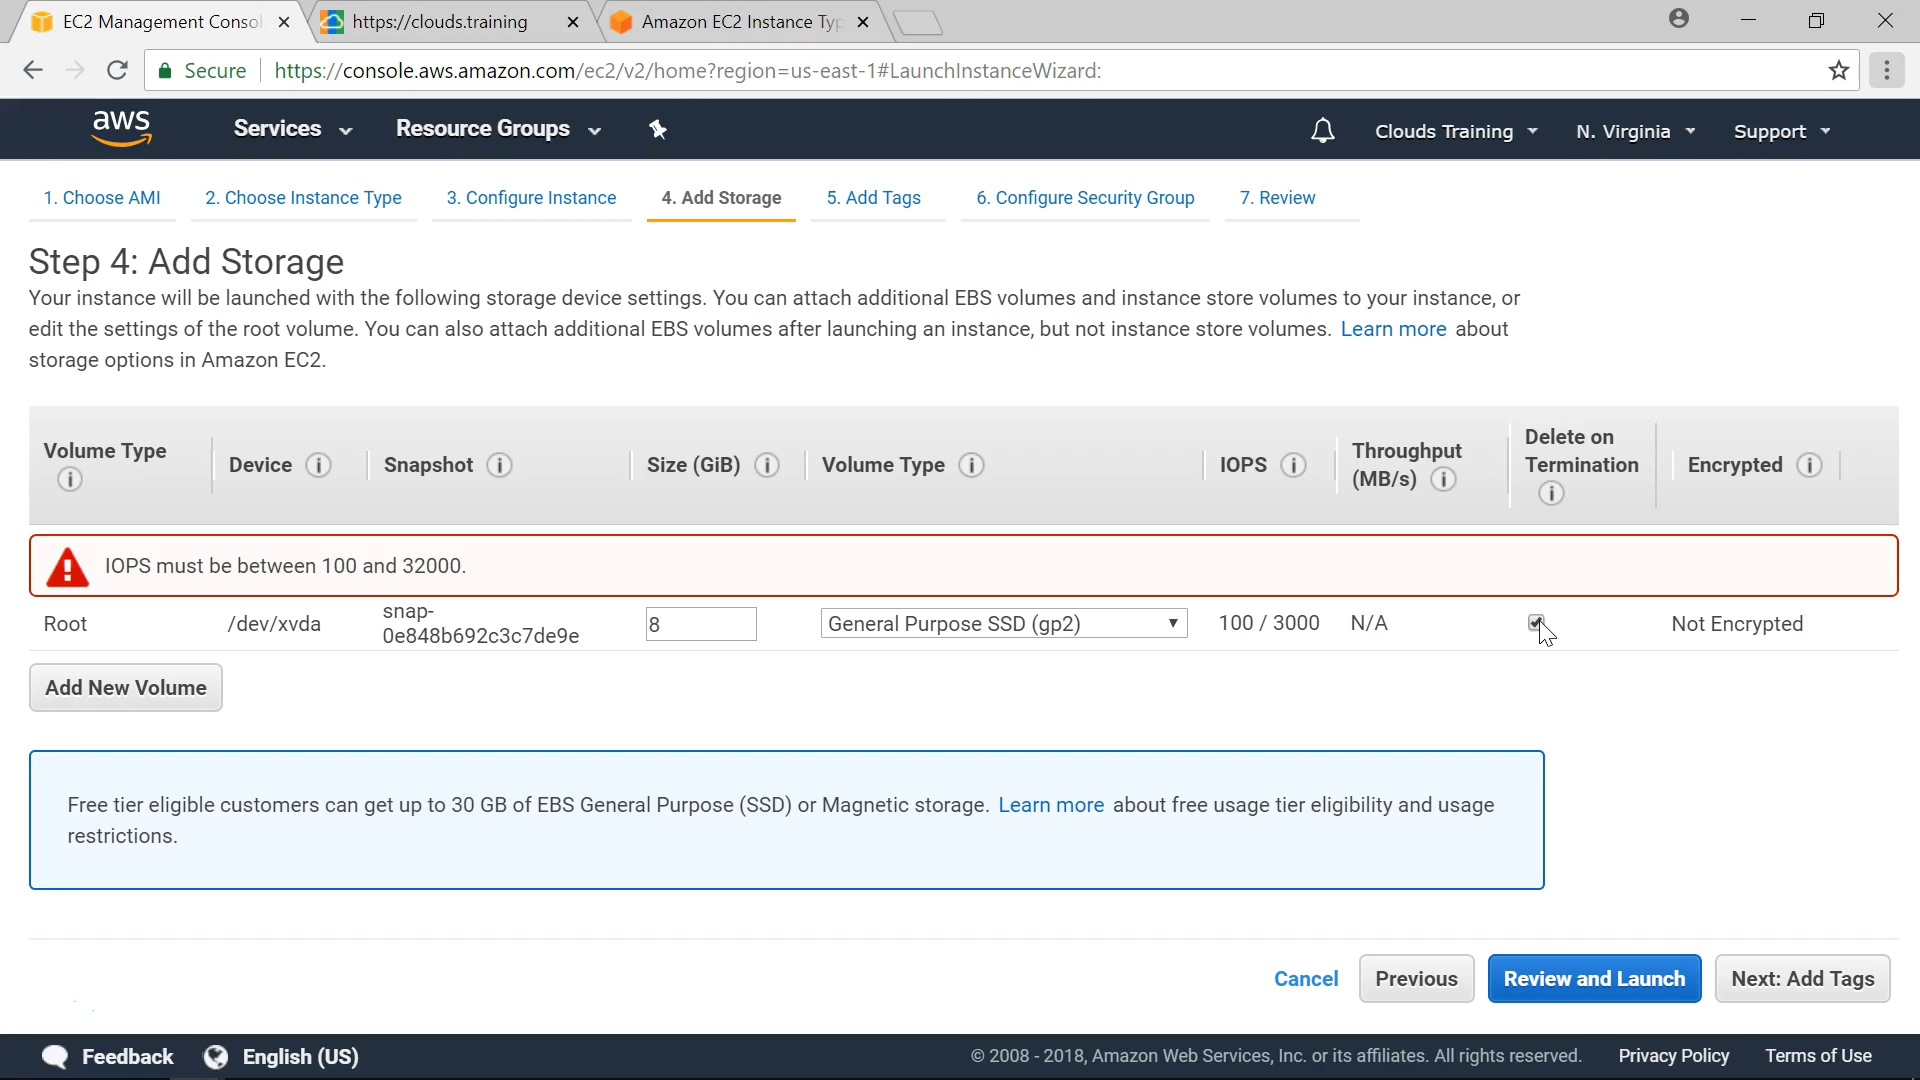 EC2 Management Consol
https://clouds.training
Amazon EC2 Instance Typ
Secure
https://console.aws.amazon.com/ec2/v2/home?region=us-east-1#LaunchInstanceWizard:
aws
Services
Resource Groups
Clouds Training
N. Virginia
Support
1. Choose AMI
2. Choose Instance Type
3. Configure Instance
4. Add Storage
5. Add Tags
6. Configure Security Group
7. Review
Step 4: Add Storage
Your instance will be launched with the following storage device settings. You can attach additional EBS volumes and instance store volumes to your instance, or
edit the settings of the root volume. You can also attach additional EBS volumes after launching an instance, but not instance store volumes. Learn more about
storage options in Amazon EC2.
Volume Type
Device
Snapshot
Size (GiB)
Volume Type
IOPS
Throughput
(MB/s)
Delete on
Termination
Encrypted
IOPS must be between 100 and 32000.
Root
/dev/xvda
snap-
0e848b692c3c7de9e
8
General Purpose SSD (gp2)
100 / 3000
N/A
Not Encrypted
Add New Volume
Free tier eligible customers can get up to 30 GB of EBS General Purpose (SSD) or Magnetic storage. Learn more about free usage tier eligibility and usage
restrictions.
Cancel
Previous
Review and Launch
Next: Add Tags
Feedback
English (US)
© 2008 - 2018, Amazon Web Services, Inc. or its affiliates. All rights reserved.
Privacy Policy
Terms of Use